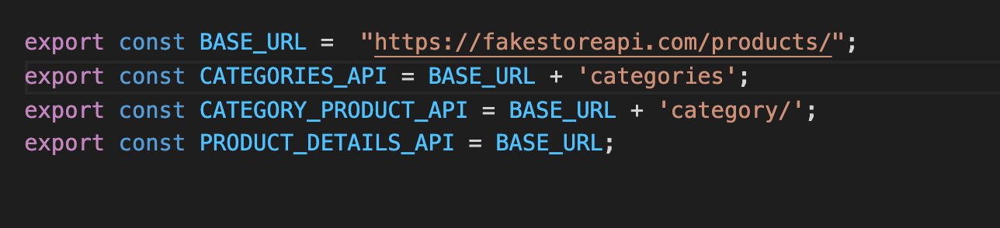 export const BASE_URL =  "https://fakestoreapi.com/products/";
export const CATEGORIES_API = BASE_URL + 'categories';
export const CATEGORY_PRODUCT_API = BASE_URL + 'category/';
export const PRODUCT_DETAILS_API = BASE_URL;